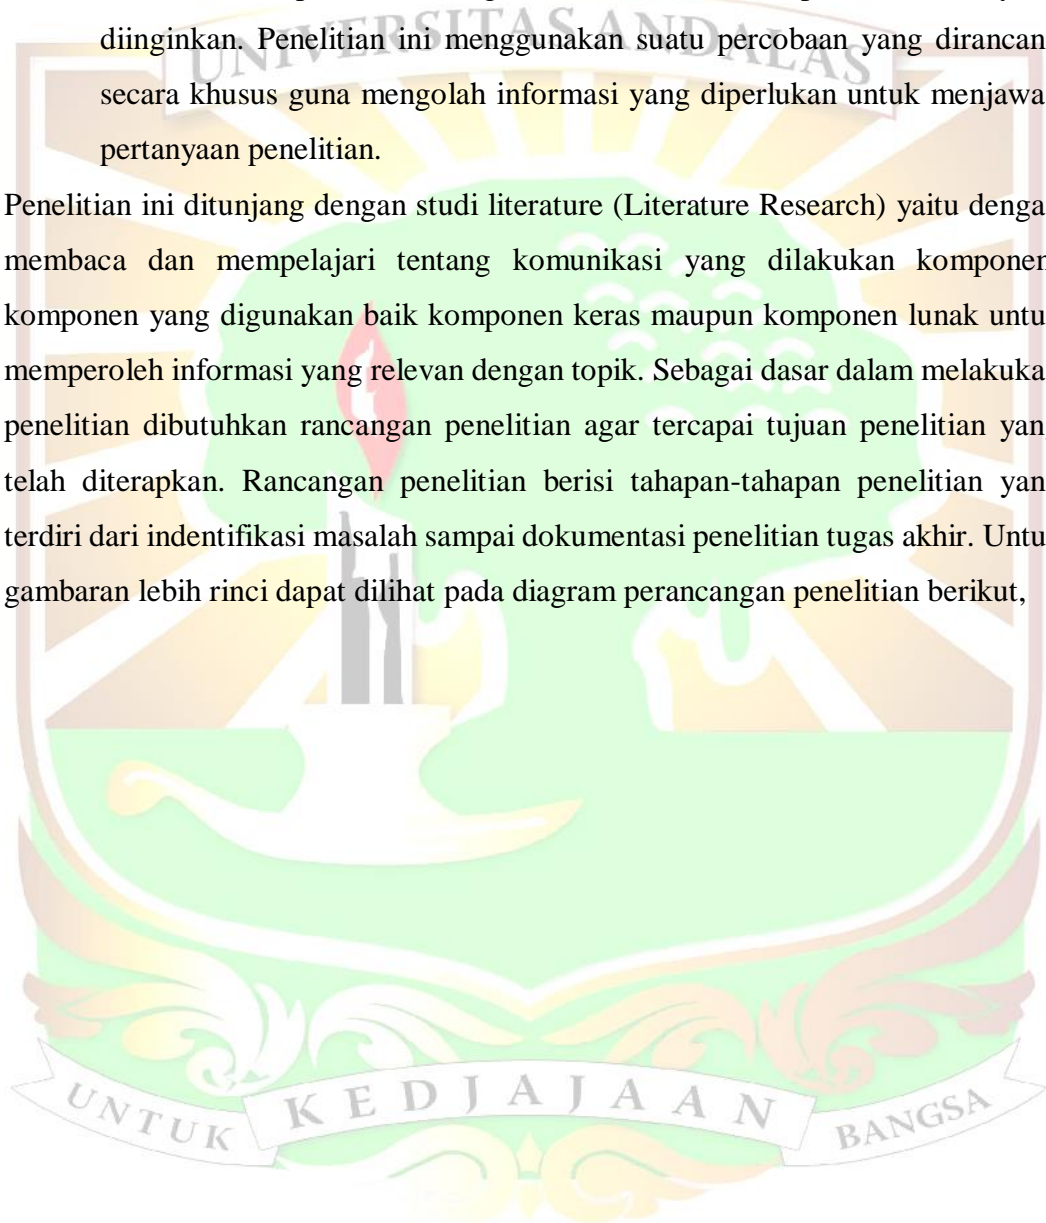 UNIVERSITAS ANDALAS
diinginkan. Penelitian ini menggunakan suatu percobaan yang dirancan
secara khusus guna mengolah informasi yang diperlukan untuk menjawa
pertanyaan penelitian.
Penelitian ini ditunjang dengan studi literature (Literature Research) yaitu denga
membaca dan mempelajari tentang komunikasi yang dilakukan komponen
komponen yang digunakan baik komponen keras maupun komponen lunak untu
memperoleh informasi yang relevan dengan topik. Sebagai dasar dalam melakuka
penelitian dibutuhkan rancangan penelitian agar tercapai tujuan penelitian yan
telah diterapkan. Rancangan penelitian berisi tahapan-tahapan penelitian yan
terdiri dari indentifikasi masalah sampai dokumentasi penelitian tugas akhir. Untu
gambaran lebih rinci dapat dilihat pada diagram perancangan penelitian berikut,
UNTUK KEDJAJAAN BANGSA